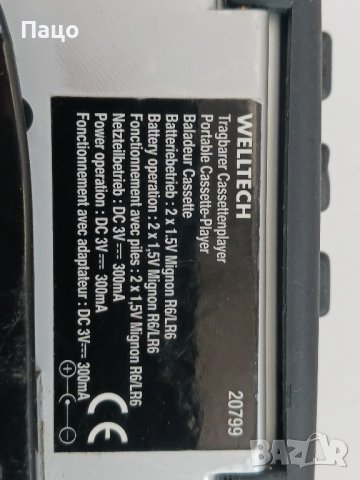 Пацо
WELLTECH 20799
Tragbarer Cassettenplayer
Portable Cassette-Player
Baladeur Cassette
Batteriebetrieb : 2 x 1,5V Mignon R6/LR6
Battery operation : 2 x 1,5V Mignon R6/LR6
Fonctionnement avec piles : 2 x 1,5V Mignon R6/LR6
Netzteilbetrieb : DC 3V⎓ 300mA
Power operation : DC 3V⎓ 300mA
Fonctionnement avec adaptateur : DC 3V⎓ 300mA
CE
BAZAR
bg